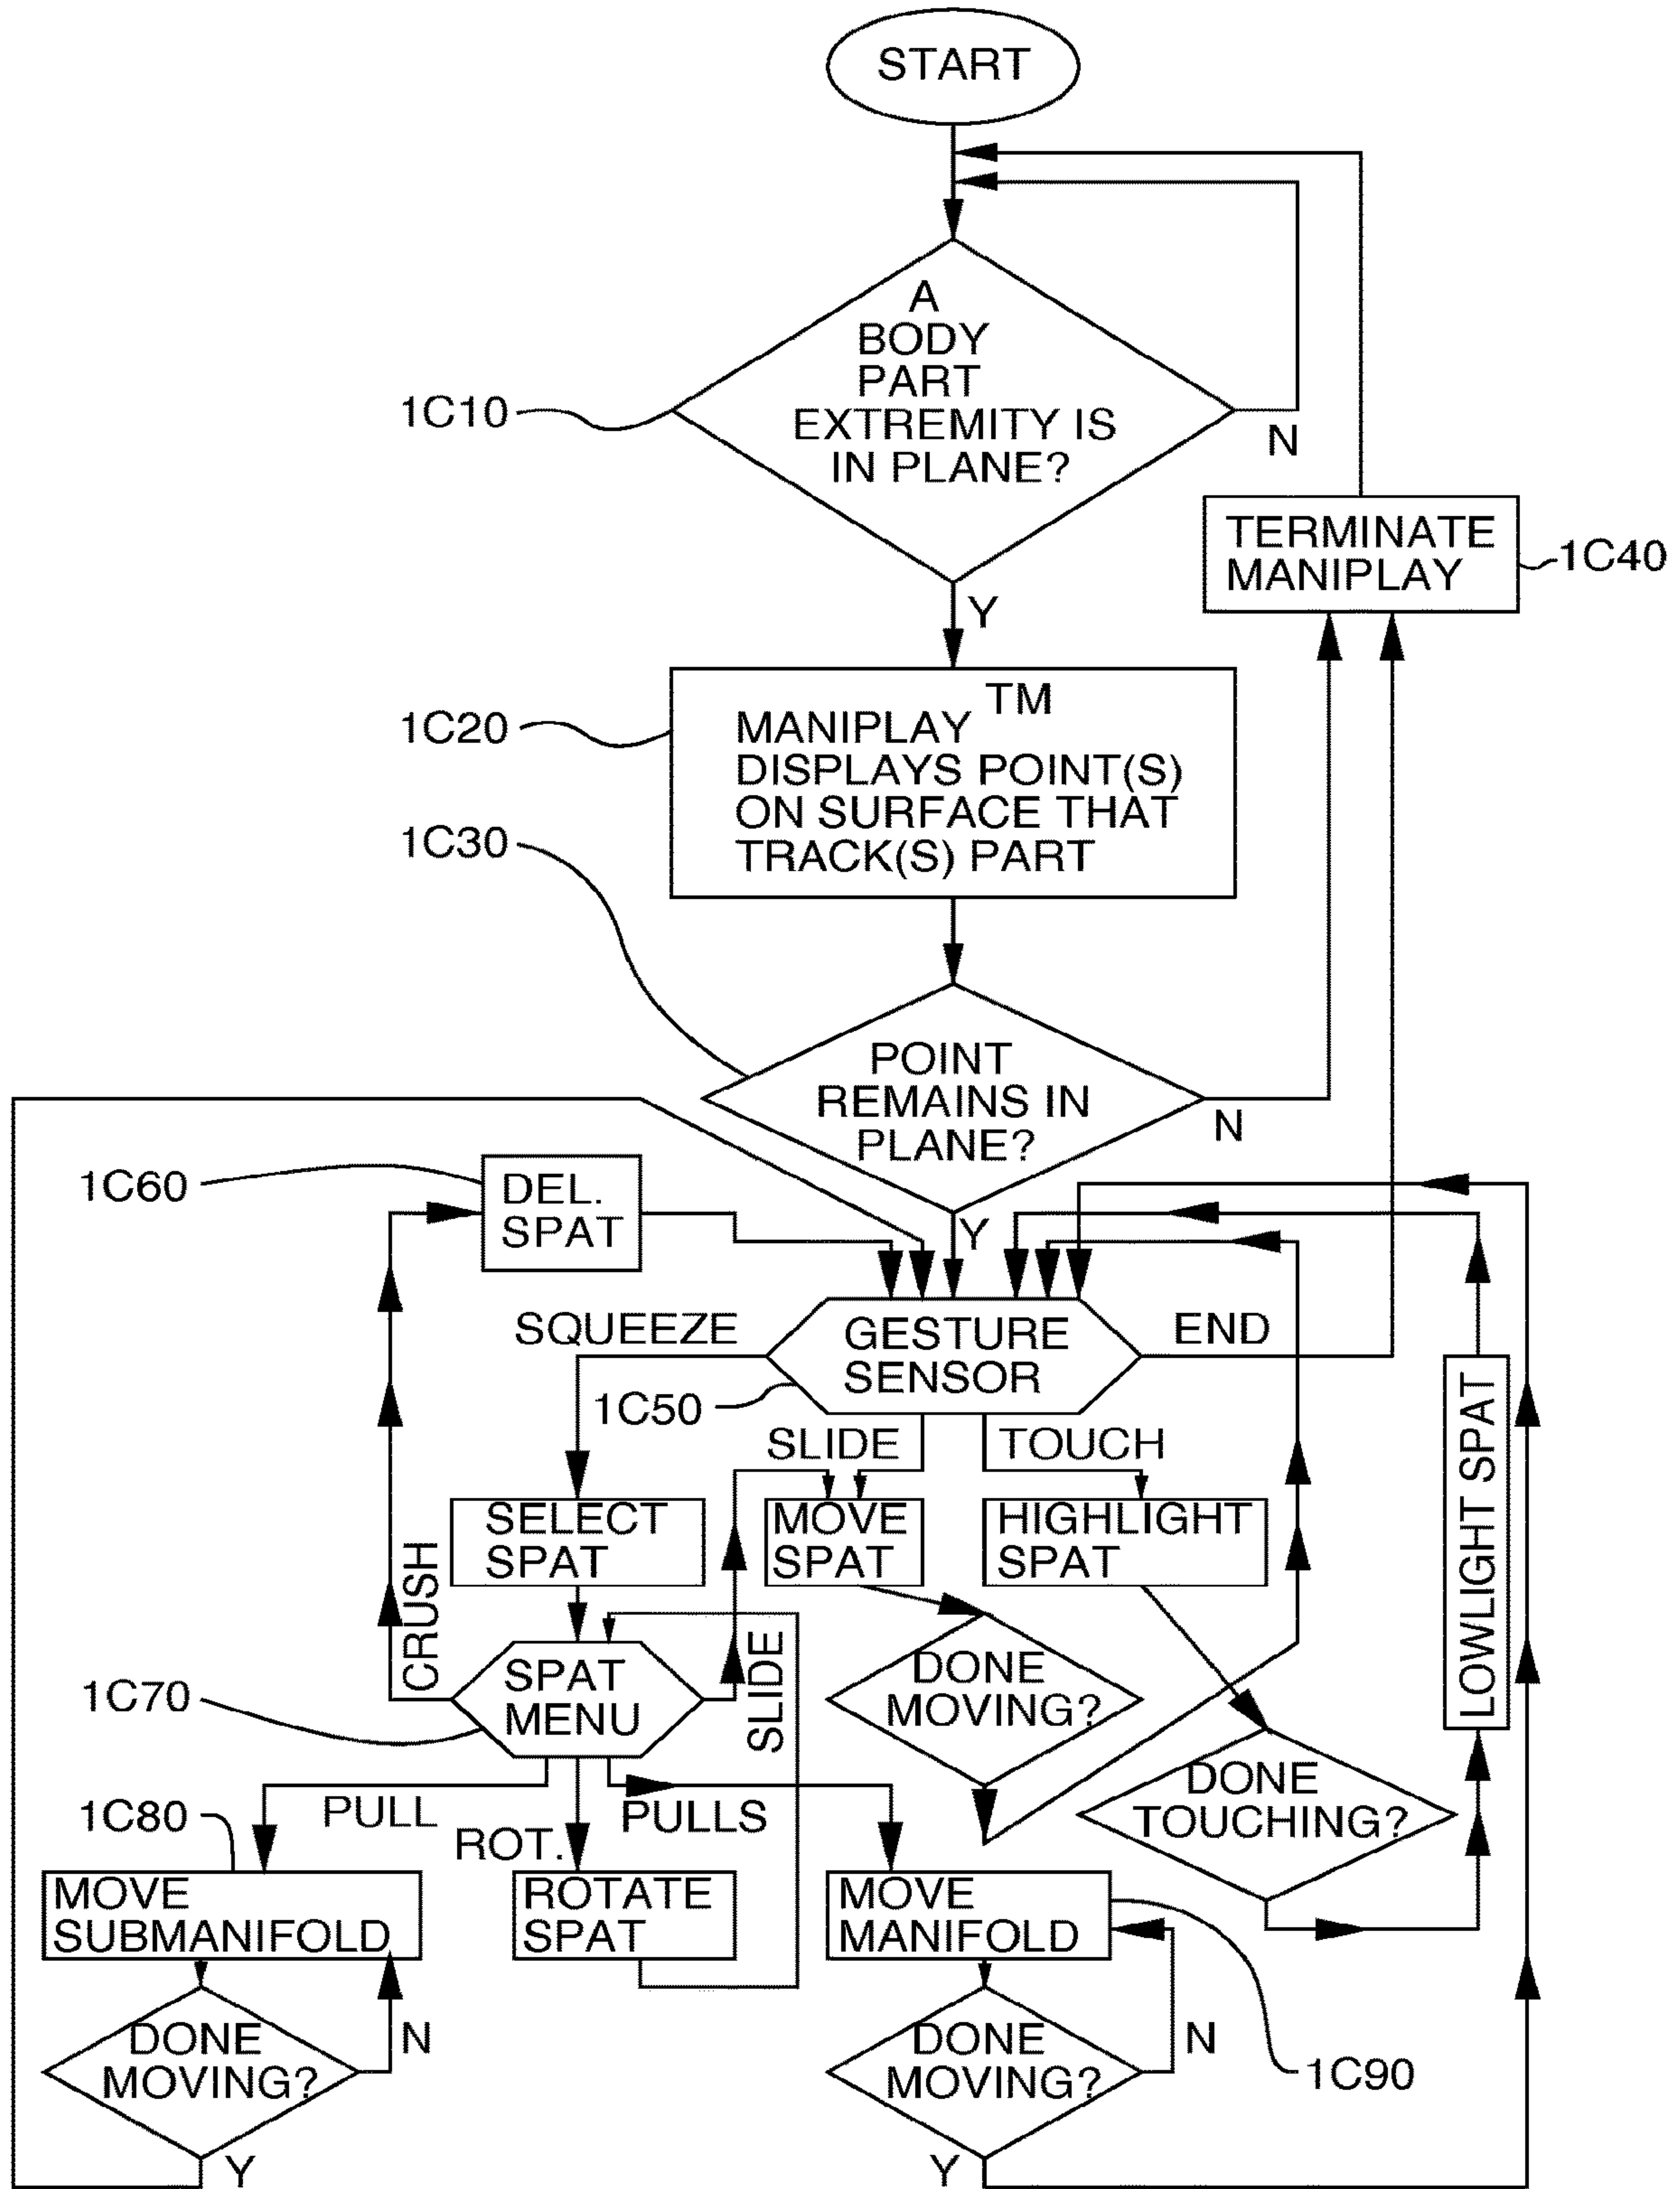 START
A
BODY
PART
EXTREMITY IS
IN PLANE?
1C10
N
TERMINATE
MANIPLAY
1C40
Y
TM
MANIPLAY
DISPLAYS POINT(S)
ON SURFACE THAT
TRACK(S) PART
1C20
1C30
POINT
REMAINS IN
PLANE?
N
1C60
DEL.
SPAT
Y
SQUEEZE
GESTURE
SENSOR
END
1C50
SLIDE
TOUCH
LOWLIGHT SPAT
SELECT
SPAT
MOVE
SPAT
HIGHLIGHT
SPAT
CRUSH
SPAT
MENU
SLIDE
DONE
MOVING?
1C70
DONE
TOUCHING?
1C80
PULL
ROT.
PULLS
MOVE
SUBMANIFOLD
ROTATE
SPAT
MOVE
MANIFOLD
DONE
MOVING?
N
DONE
MOVING?
N
1C90
Y
Y